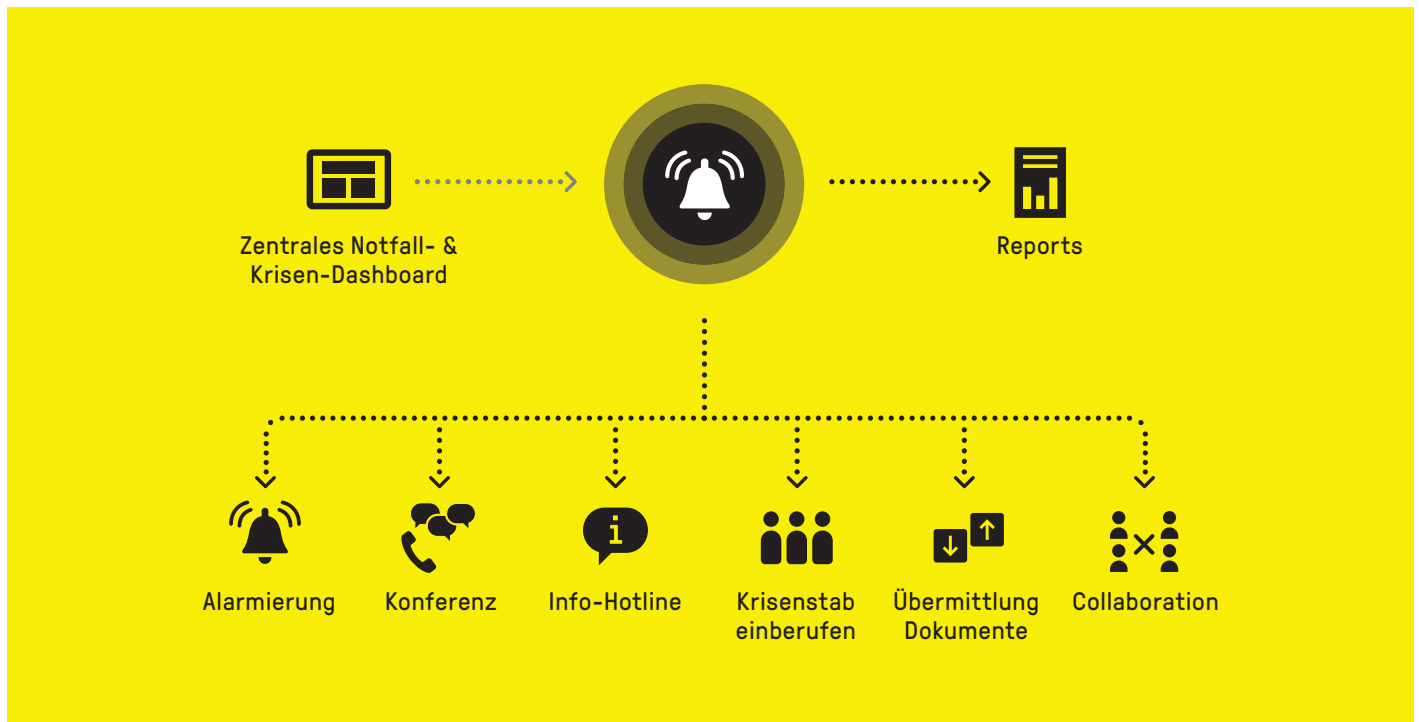 Zentrales Notfall- &
Krisen-Dashboard
Reports
Alarmierung
Konferenz
i
Info-Hotline
Krisenstab
einberufen
Übermittlung
Dokumente
Collaboration